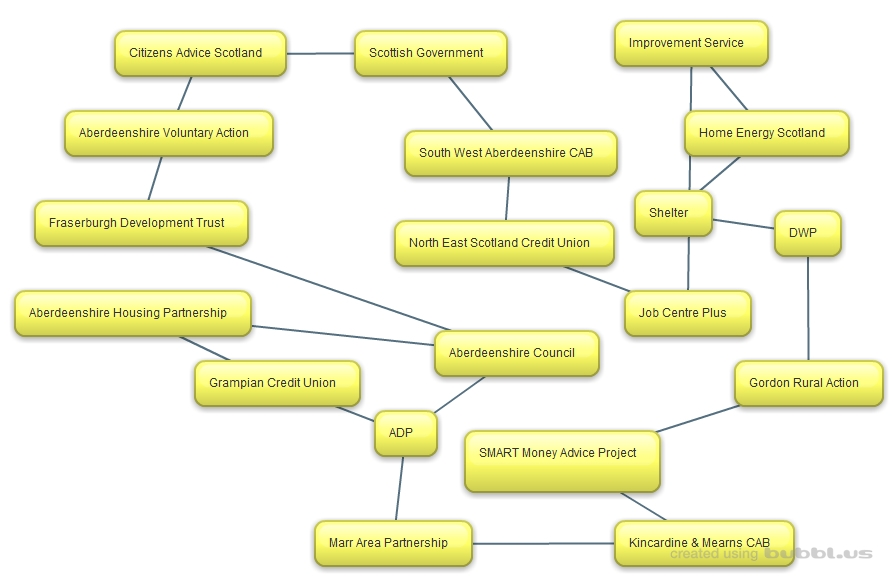 Improvement Service
Citizens Advice Scotland
Scottish Government
Aberdeenshire Voluntary Action
Home Energy Scotland
South West Aberdeenshire CAB
Shelter
Fraserburgh Development Trust
DWP
North East Scotland Credit Union
Aberdeenshire Housing Partnership
Job Centre Plus
Aberdeenshire Council
Grampian Credit Union
Gordon Rural Action
ADP
SMART Money Advice Project
Marr Area Partnership
Kincardine & Mearns CAB
created using bubbl.us